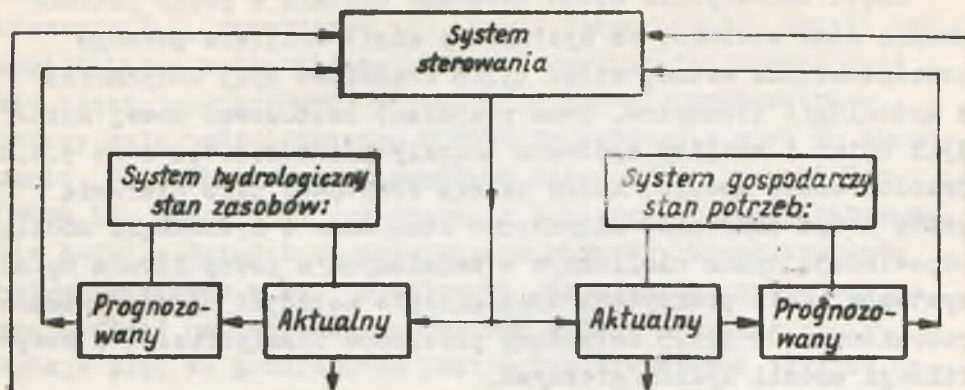 System
sterowania
System hydrologiczny
stan zasobów:
System gospodarczy
stan potrzeb:
Prognozo-
wany
Aktualny
Aktualny
Prognozo-
wany